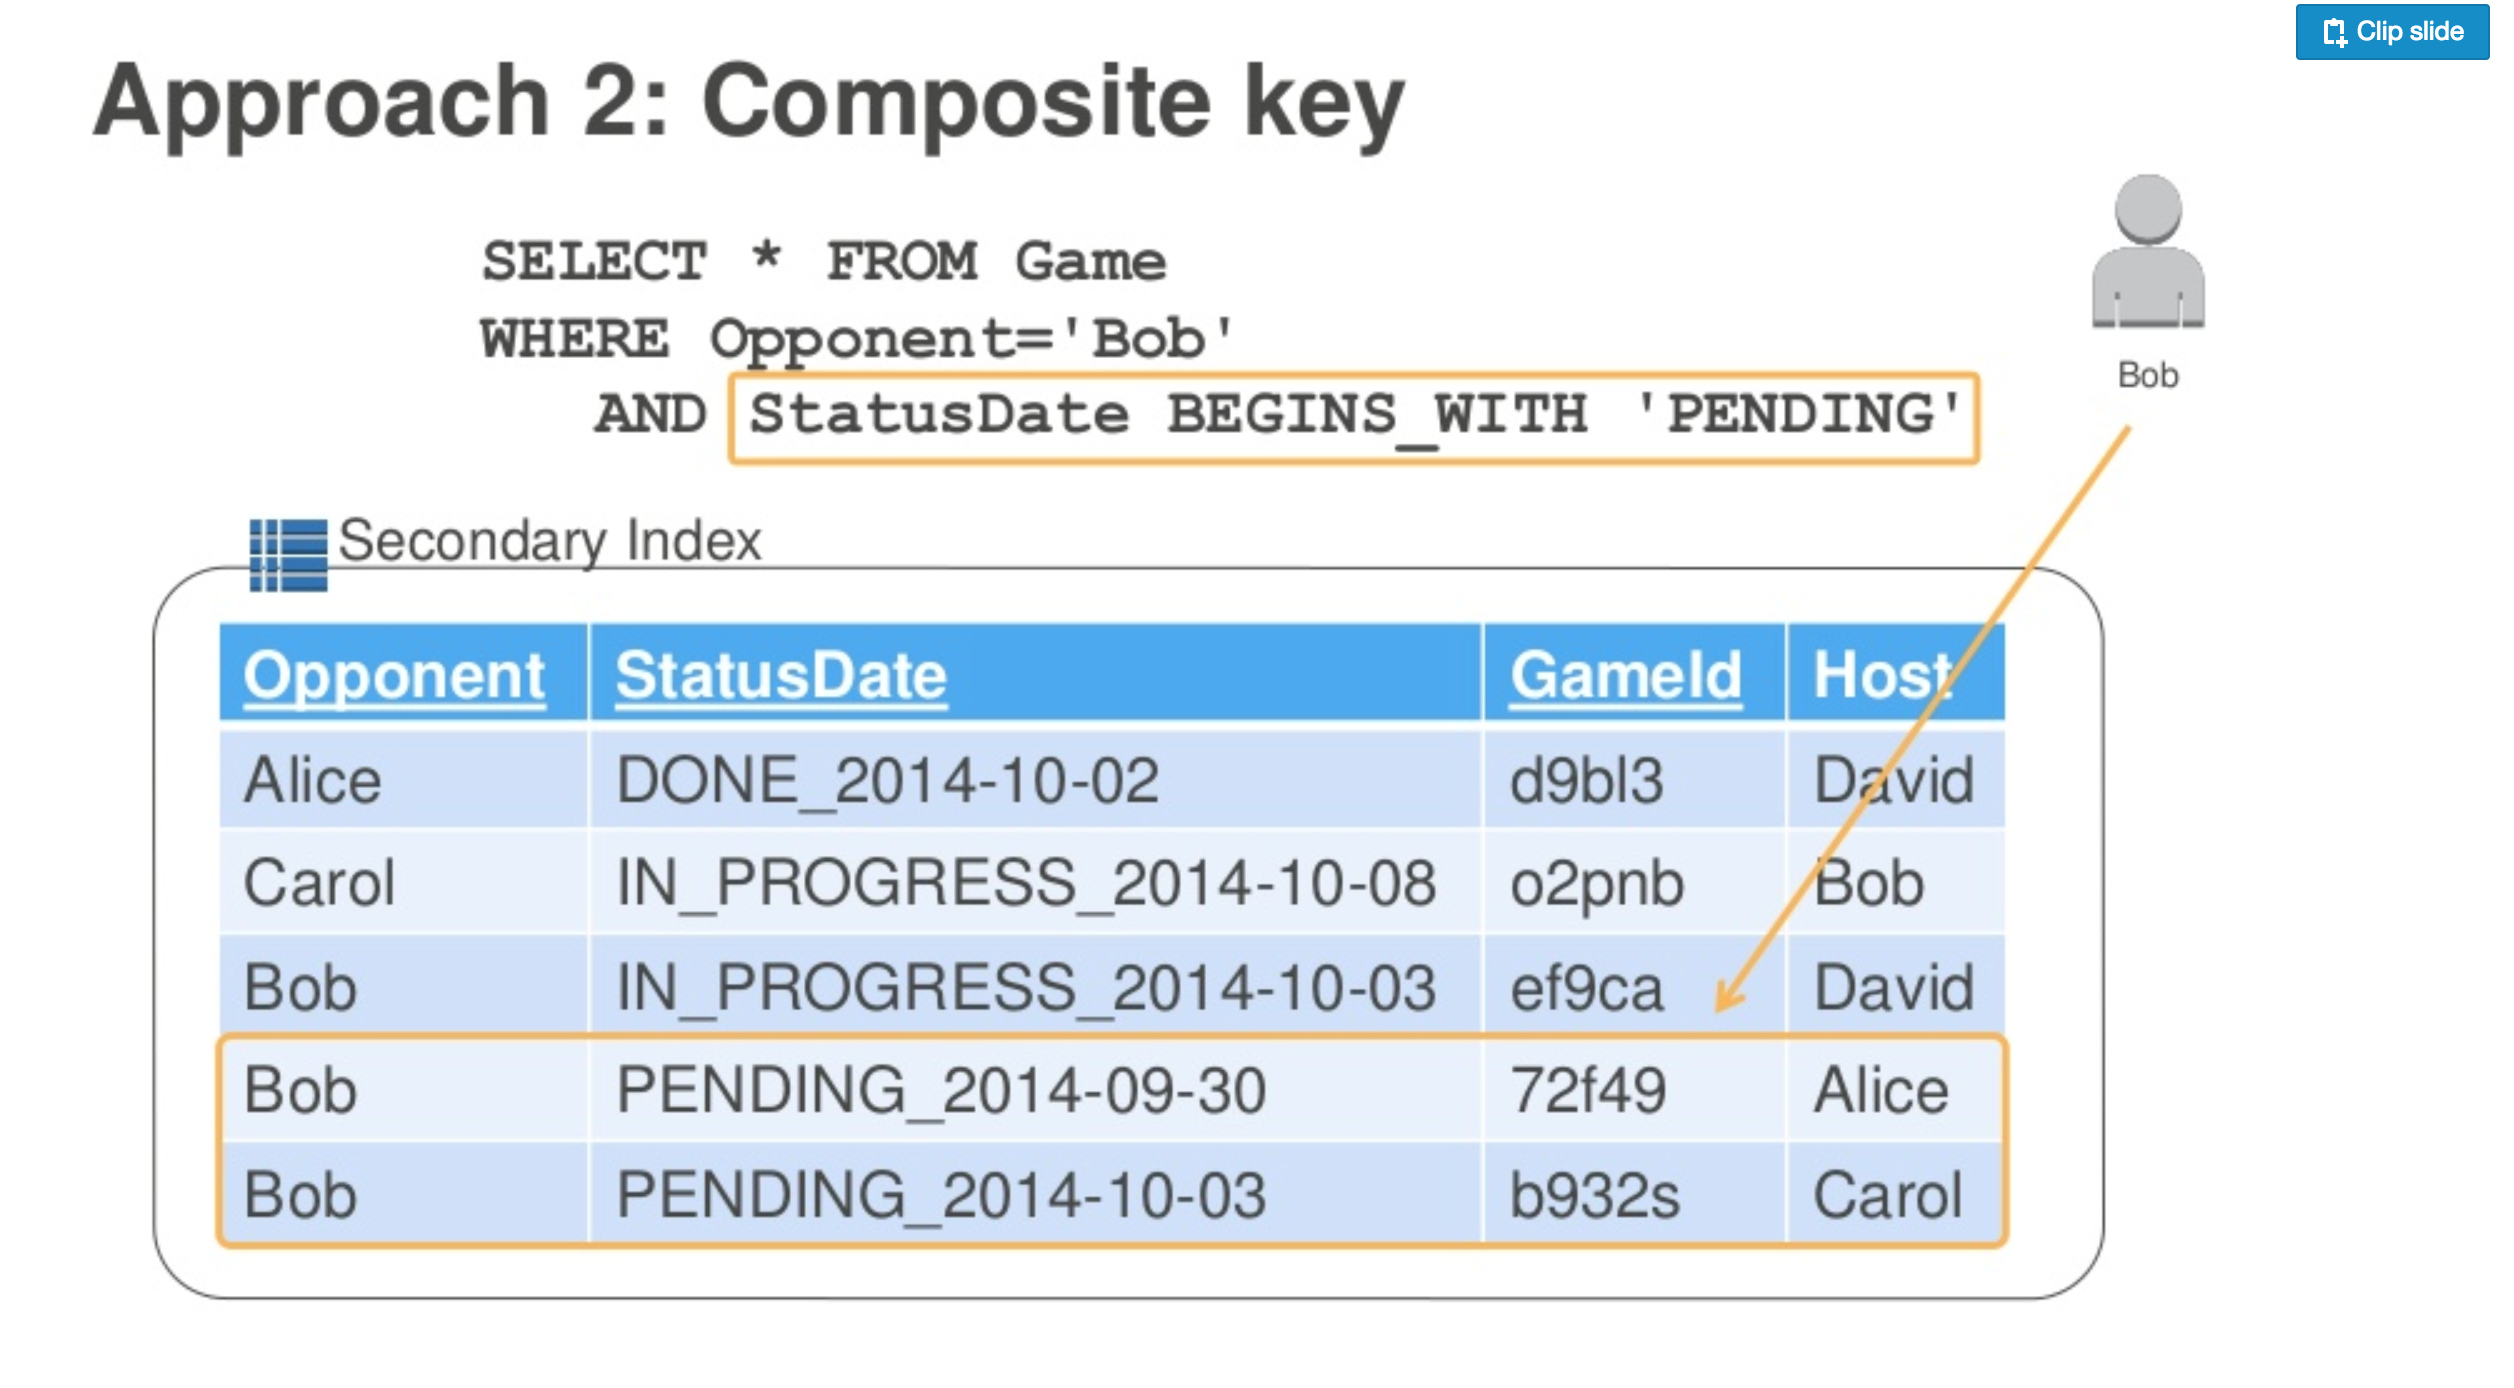 Clip slide
Approach 2: Composite key
SELECT * FROM Game
WHERE Opponent='Bob'
AND StatusDate BEGINS_WITH 'PENDING'
Bob
Secondary Index
Opponent StatusDate GameId Host
Alice DONE_2014-10-02 d9bl3 David
Carol IN_PROGRESS_2014-10-08 o2pnb Bob
Bob IN_PROGRESS_2014-10-03 ef9ca David
Bob PENDING_2014-09-30 72f49 Alice
Bob PENDING_2014-10-03 b932s Carol